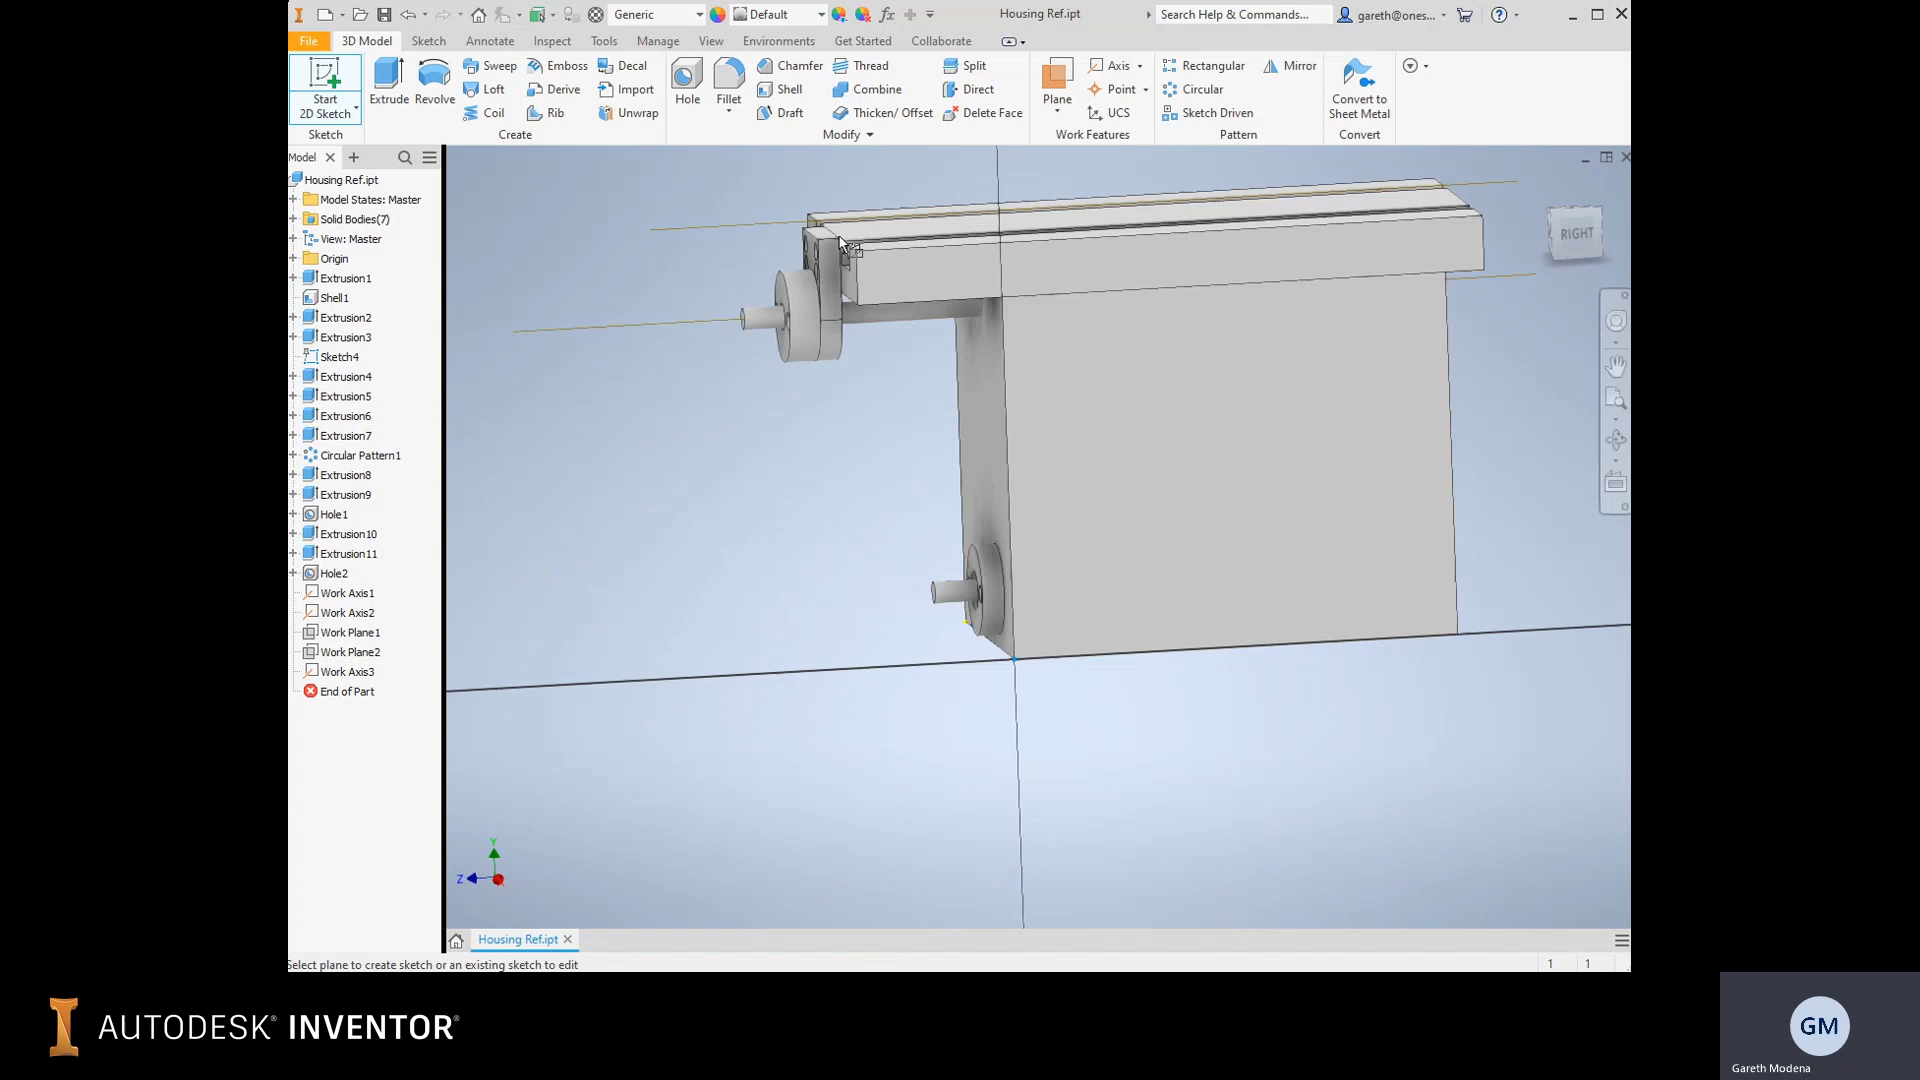 Generic
Default
Housing Ref.ipt
Search Help & Commands...
gareth@ones...
File
3D Model
Sketch
Annotate
Inspect
Tools
Manage
View
Environments
Get Started
Collaborate
Start
2D Sketch
Extrude
Revolve
Sweep
Loft
Coil
Emboss
Derive
Rib
Decal
Import
Unwrap
Hole
Fillet
Chamfer
Shell
Draft
Thread
Combine
Thicken/ Offset
Split
Direct
Delete Face
Plane
Axis
Point
UCS
Rectangular
Circular
Sketch Driven
Mirror
Convert to
Sheet Metal
Sketch
Create
Modify
Work Features
Pattern
Convert
Model
Housing Ref.ipt
Model States: Master
Solid Bodies(7)
View: Master
Origin
Extrusion1
Shell1
Extrusion2
Extrusion3
Sketch4
Extrusion4
Extrusion5
Extrusion6
Extrusion7
Circular Pattern1
Extrusion8
Extrusion9
Hole1
Extrusion10
Extrusion11
Hole2
Work Axis1
Work Axis2
Work Plane1
Work Plane2
Work Axis3
End of Part
RIGHT
Y
Z
Housing Ref.ipt
Select plane to create sketch or an existing sketch to edit
1
1
AUTODESK® INVENTOR®
GM
Gareth Modena